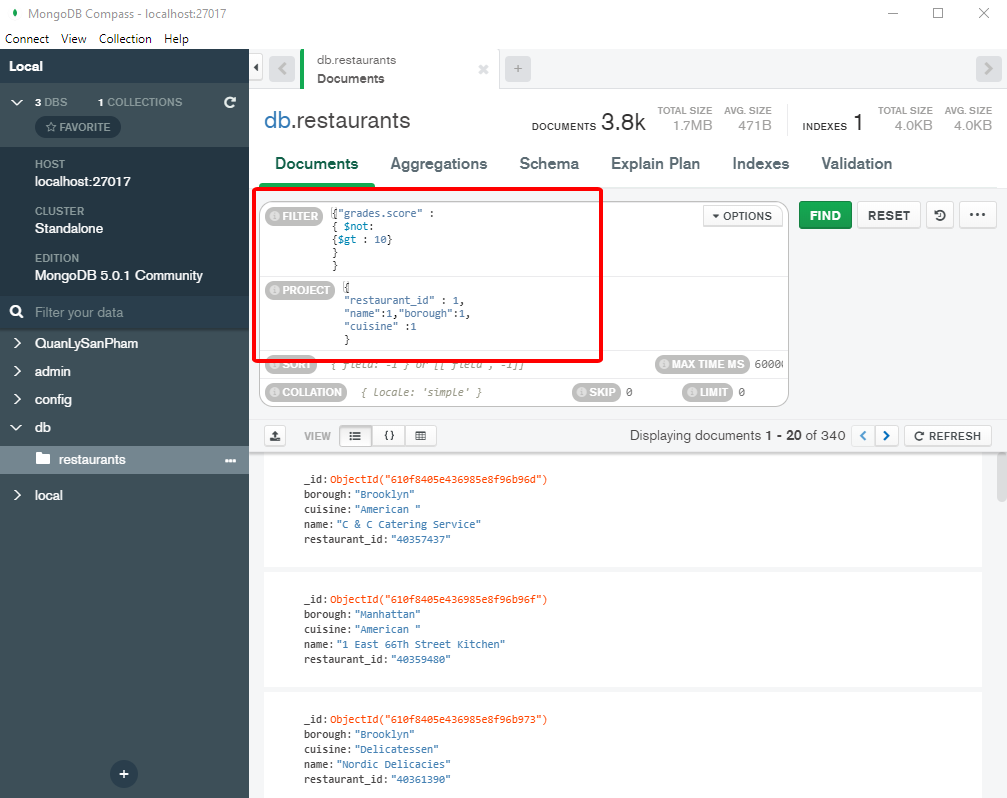 MongoDB Compass - localhost:27017
Connect View Collection Help
Local
3 DBS 1 COLLECTIONS
FAVORITE
HOST
localhost:27017
CLUSTER
Standalone
EDITION
MongoDB 5.0.1 Community
Filter your data
QuanLySanPham
admin
config
db
restaurants
local
db.restaurants
Documents
db.restaurants
DOCUMENTS 3.8k
TOTAL SIZE
1.7MB
AVG. SIZE
471B
INDEXES 1
TOTAL SIZE
4.0KB
AVG. SIZE
4.0KB
Documents Aggregations Schema Explain Plan Indexes Validation
FILTER
{"grades.score" :
{ $not:
{$gt : 10}
}
}
OPTIONS
FIND RESET
PROJECT
{
"restaurant_id" : 1,
"name":1,"borough":1,
"cuisine" :1
}
SORT { field: -1 } or [['field', -1]]
MAX TIME MS 60000
COLLATION { locale: 'simple' }
SKIP 0
LIMIT 0
VIEW
{}
Displaying documents 1 - 20 of 340
REFRESH
_id:ObjectId("610f8405e436985e8f96b96d")
borough:"Brooklyn"
cuisine:"American "
name:"C & C Catering Service"
restaurant_id:"40357437"
_id:ObjectId("610f8405e436985e8f96b96f")
borough:"Manhattan"
cuisine:"American "
name:"1 East 66Th Street Kitchen"
restaurant_id:"40359480"
_id:ObjectId("610f8405e436985e8f96b973")
borough:"Brooklyn"
cuisine:"Delicatessen"
name:"Nordic Delicacies"
restaurant_id:"40361390"